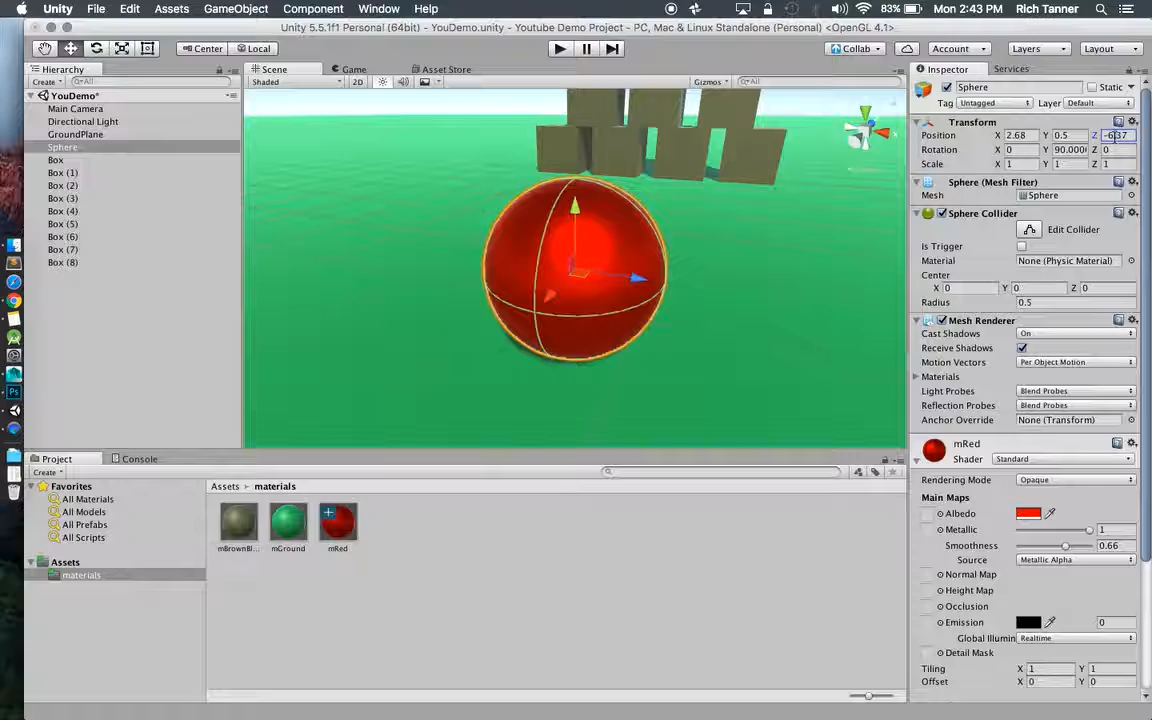 Unity File Edit Assets GameObject Component Window Help 83% Mon 2:43 PM Rich Tanner
Unity 5.5.1f1 Personal (64bit) - YouDemo.unity - Youtube Demo Project - PC, Mac & Linux Standalone (Personal) <OpenGL 4.1>
Center Local Collab Account Layers Layout
Hierarchy Scene Game Asset Store Inspector Services
Create All Shaded 2D Gizmos All Sphere Static
YouDemo* Tag Untagged Layer Default
Main Camera
Directional Light Transform
GroundPlane Position X 2.68 Y 0.5 Z -6.37
Sphere Rotation X 0 Y 90.000 Z 0
Box Scale X 1 Y 1 Z 1
Box (1)
Box (2) Sphere (Mesh Filter)
Box (3) Mesh Sphere
Box (4) Sphere Collider
Box (5) Edit Collider
Box (6) Is Trigger
Box (7) Material None (Physic Material)
Box (8) Center
X 0 Y 0 Z 0
Radius 0.5
Mesh Renderer
Cast Shadows On
Receive Shadows
Motion Vectors Per Object Motion
Materials
Light Probes Blend Probes
Reflection Probes Blend Probes
Anchor Override None (Transform)
mRed
Shader Standard
Project Console
Create
Favorites Assets materials
All Materials
All Models
All Prefabs
All Scripts
Assets
materials
mBrownBl... mGround mRed
Rendering Mode Opaque
Main Maps
Albedo
Metallic 1
Smoothness 0.66
Source Metallic Alpha
Normal Map
Height Map
Occlusion
Emission 0
Global Illumin Realtime
Detail Mask
Tiling X 1 Y 1
Offset X 0 Y 0